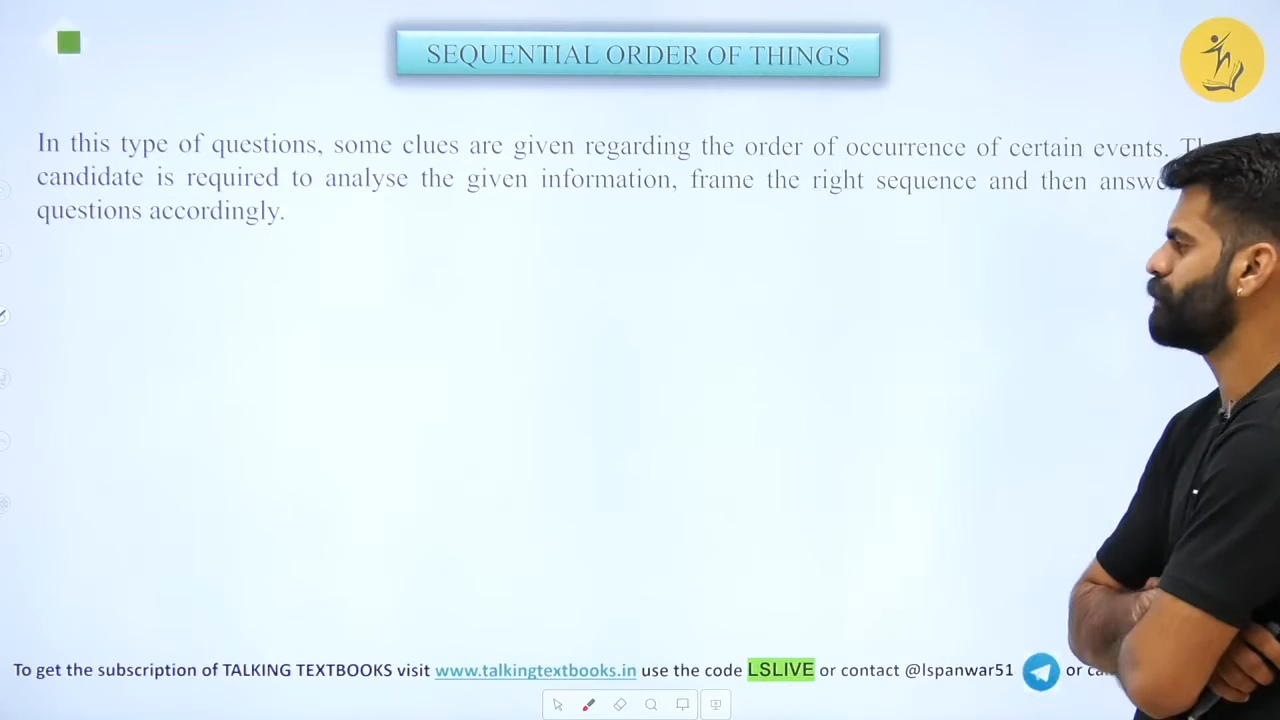 SEQUENTIAL ORDER OF THINGS
In this type of questions, some clues are given regarding the order of occurrence of certain events.
candidate is required to analyse the given information, frame the right sequence and then
questions accordingly.
To get the subscription of TALKING TEXTBOOKS visit www.talkingtextbooks.in use the code LSLIVE or contact @lspanwar51 or